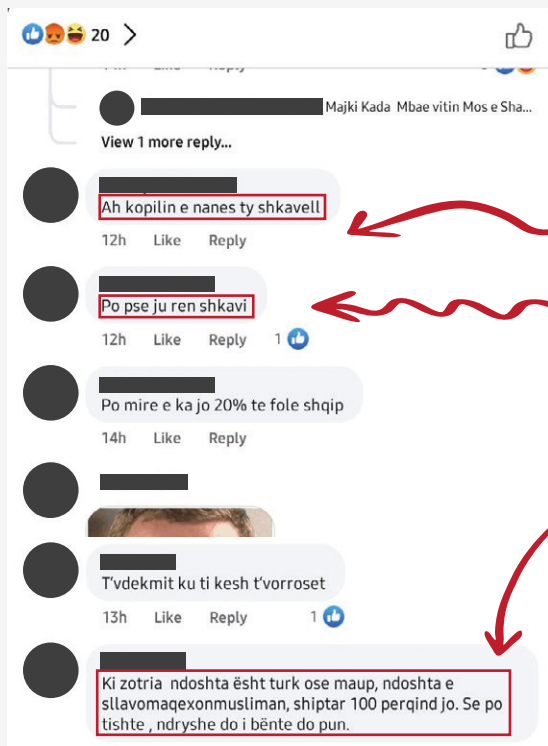 20
Majki Kada Mbae vitin Mos e Sha...
View 1 more reply...
Ah kopilin e nanes ty shkavell
12h Like Reply
Po pse ju ren shkavi
12h Like Reply 1
Po mire e ka jo 20% te fole shqip
14h Like Reply
T'vdekmit ku ti kesh t'vorroset
13h Like Reply 1
Ki zotria ndoshta ësht turk ose maup, ndoshta e
sllavomaqexonmusliman, shiptar 100 perqind jo. Se po
tishte , ndryshe do i bënte do pun.